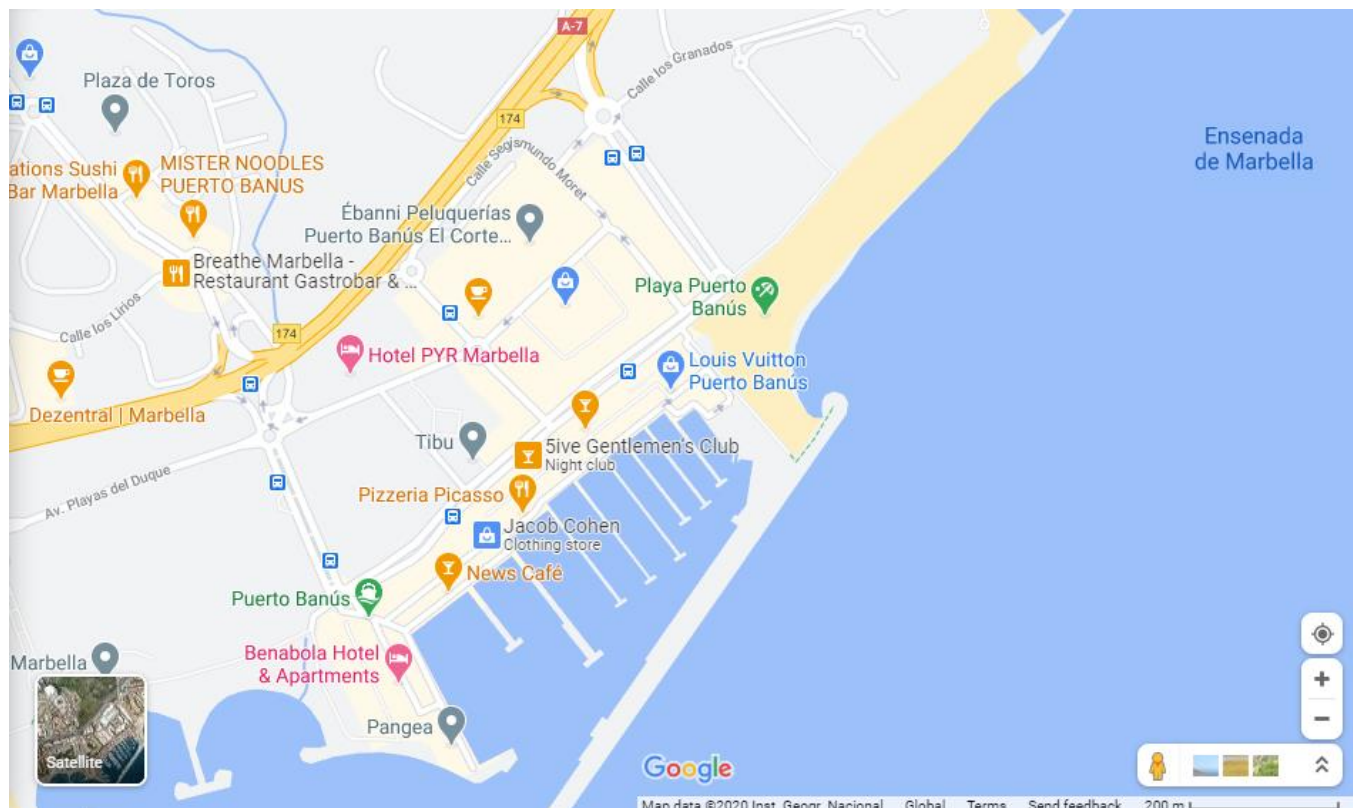 A-7
Calle los Granados
Plaza de Toros
174
Ensenada
de Marbella
ations Sushi
Bar Marbella
MISTER NOODLES
PUERTO BANUS
Calle Segismundo Moret
Ébanni Peluquerías
Puerto Banús El Corte...
Breathe Marbella -
Restaurant Gastrobar & ...
Playa Puerto
Banús
Calle los Lirios
174
Hotel PYR Marbella
Louis Vuitton
Puerto Banús
Dezentral | Marbella
Tibu
5ive Gentlemen's Club
Night club
Av. Playas del Duque
Pizzeria Picasso
Jacob Cohen
Clothing store
News Café
Puerto Banús
Benabola Hotel
& Apartments
Marbella
Pangea
Satellite
Google
Map data ©2020 Inst. Geogr. Nacional Global Terms Send feedback 200 m